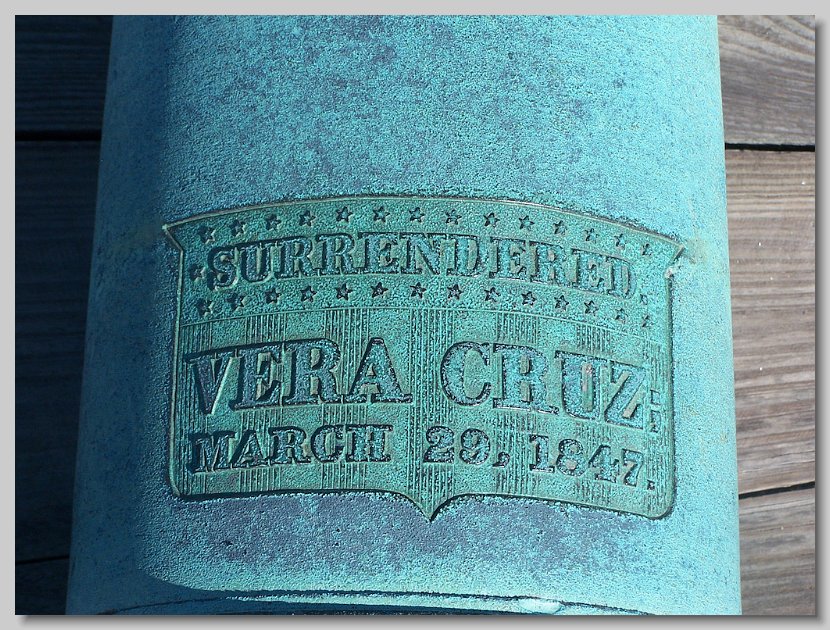 SURRENDERED.
VERA CRUZ:
MARCH 29, 1847.